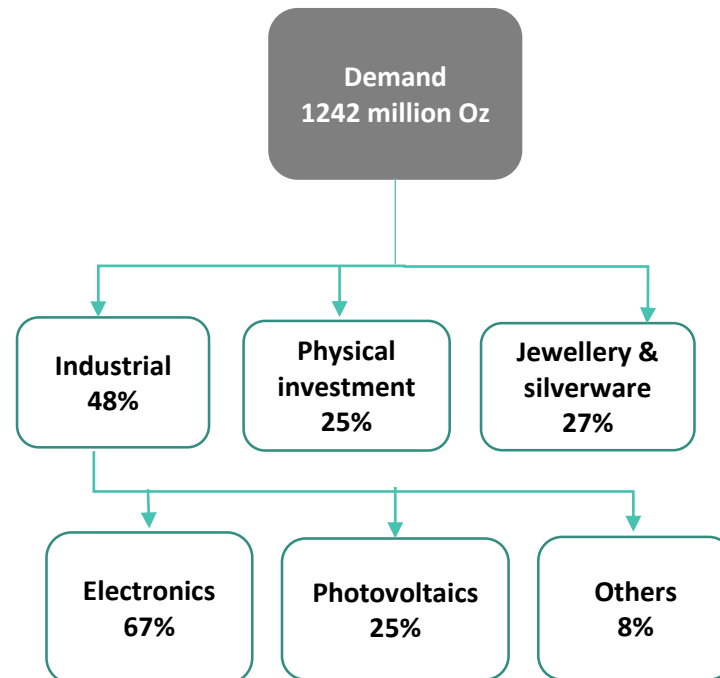 Demand
1242 million Oz
Industrial
48%
Physical
investment
25%
Jewellery &
silverware
27%
Electronics
67%
Photovoltaics
25%
Others
8%